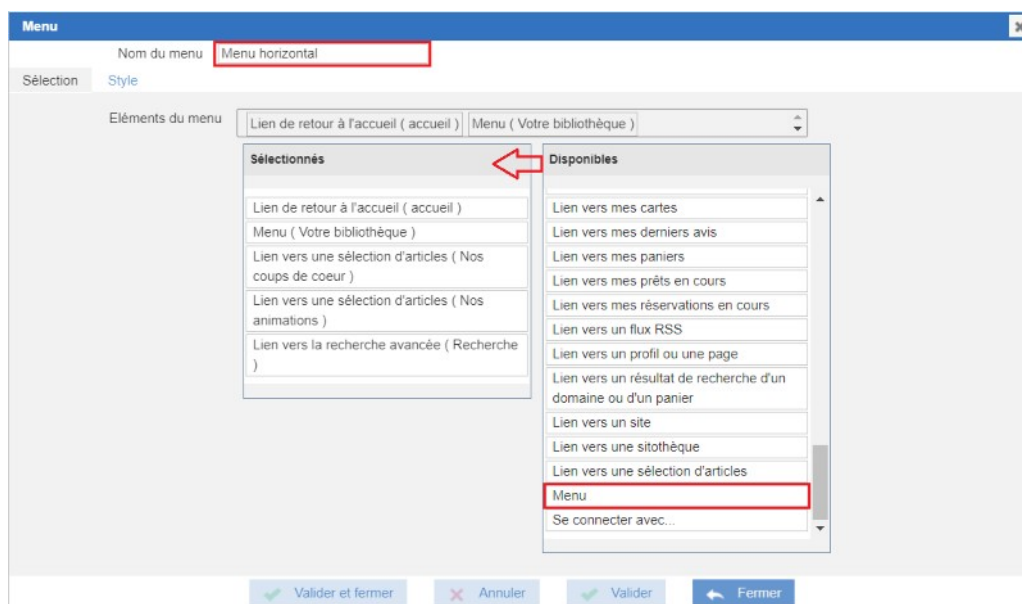 Menu
Nom du menu Menu horizontal
Sélection Style
Eléments du menu Lien de retour à l'accueil ( accueil ) Menu ( Votre bibliothèque )
Sélectionnés
Lien de retour à l'accueil ( accueil )
Menu ( Votre bibliothèque )
Lien vers une sélection d'articles ( Nos
coups de coeur )
Lien vers une sélection d'articles ( Nos
animations )
Lien vers la recherche avancée ( Recherche
)
Disponibles
Lien vers mes cartes
Lien vers mes derniers avis
Lien vers mes paniers
Lien vers mes prêts en cours
Lien vers mes réservations en cours
Lien vers un flux RSS
Lien vers un profil ou une page
Lien vers un résultat de recherche d'un
domaine ou d'un panier
Lien vers un site
Lien vers une sitothèque
Lien vers une sélection d'articles
Menu
Se connecter avec...
Valider et fermer Annuler Valider Fermer